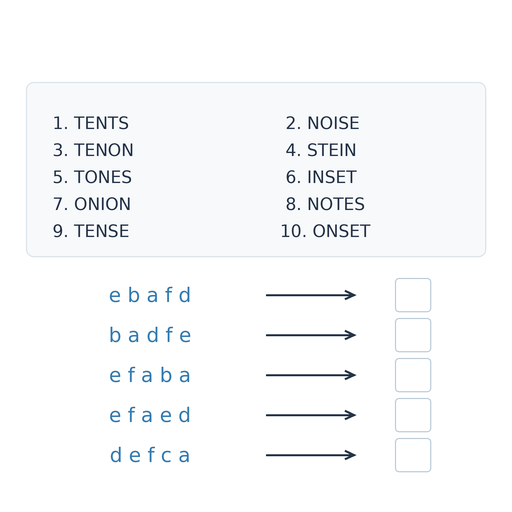 1. TENTS 2. NOISE
3. TENON 4. STEIN
5. TONES 6. INSET
7. ONION 8. NOTES
9. TENSE 10. ONSET
e b a f d
b a d f e
e f a b a
e f a e d
d e f c a